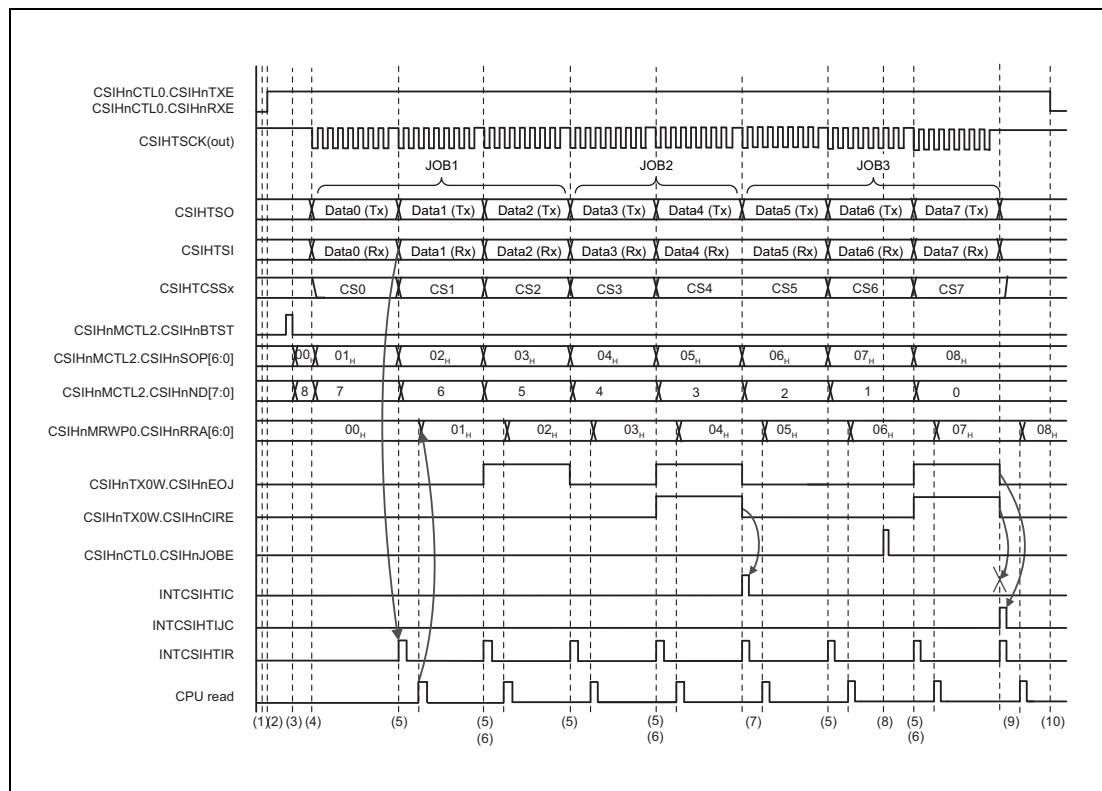 CSIHnCTL0.CSIHnTXE
CSIHnCTL0.CSIHnRXE
CSIHTSCK(out)
JOB1 JOB2 JOB3
CSIHTSO Data0 (Tx) Data1 (Tx) Data2 (Tx) Data3 (Tx) Data4 (Tx) Data5 (Tx) Data6 (Tx) Data7 (Tx)
CSIHTSI Data0 (Rx) Data1 (Rx) Data2 (Rx) Data3 (Rx) Data4 (Rx) Data5 (Rx) Data6 (Rx) Data7 (Rx)
CSIHTCSSx CS0 CS1 CS2 CS3 CS4 CS5 CS6 CS7
CSIHnMCTL2.CSIHnBTST
CSIHnMCTL2.CSIHnSOP[6:0] 00H 01H 02H 03H 04H 05H 06H 07H 08H
CSIHnMCTL2.CSIHnND[7:0] 8 7 6 5 4 3 2 1 0
CSIHnMRWP0.CSIHnRRA[6:0] 00H 01H 02H 03H 04H 05H 06H 07H 08H
CSIHnTX0W.CSIHnEOJ
CSIHnTX0W.CSIHnCIRE
CSIHnCTL0.CSIHnJOBE
INTCSIHTIC
INTCSIHTIJC
INTCSIHTIR
CPU read
(1) (2) (3) (4) (5) (5) (5) (5) (7) (5) (8) (5) (9) (10)
(6) (6) (6)